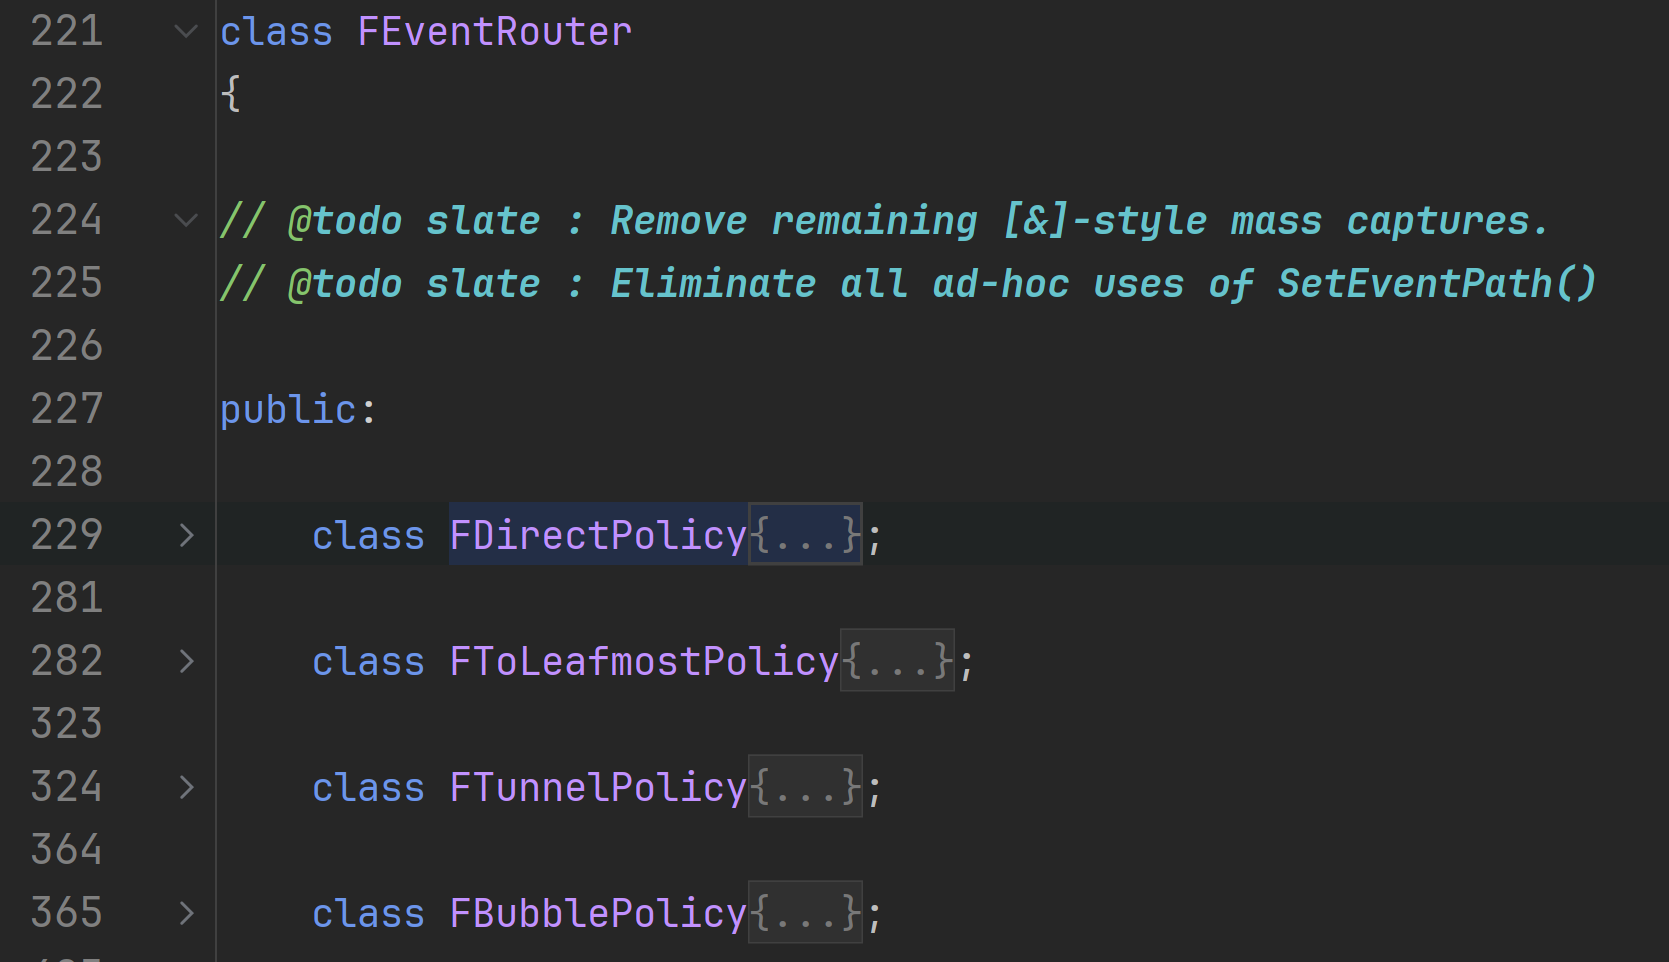 221 class FEventRouter
222 {
223
224 // @todo slate : Remove remaining [&]-style mass captures.
225 // @todo slate : Eliminate all ad-hoc uses of SetEventPath()
226
227 public:
228
229 class FDirectPolicy{...};
281
282 class FToLeafmostPolicy{...};
323
324 class FTunnelPolicy{...};
364
365 class FBubblePolicy{...};